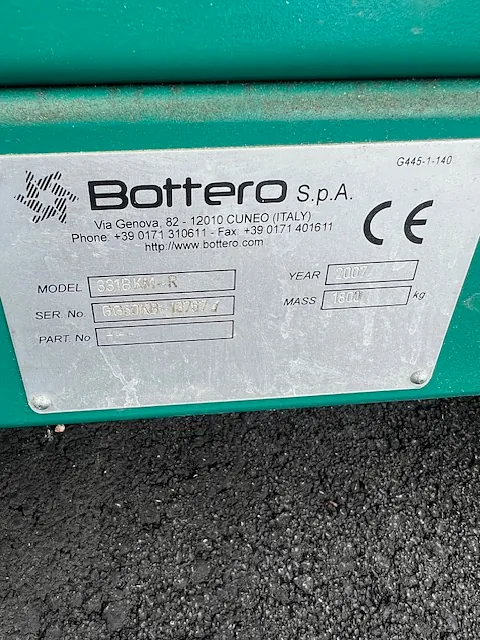 G445-1-140
Bottero S.p.A.
Via Genova, 82 - 12010 CUNEO (ITALY)
Phone: +39 0171 310611 - Fax: +39 0171 401611
http://www.bottero.com
CE
MODEL 331BKM-R
YEAR 2007
SER. No.
MASS 1800 kg
PART. No ---